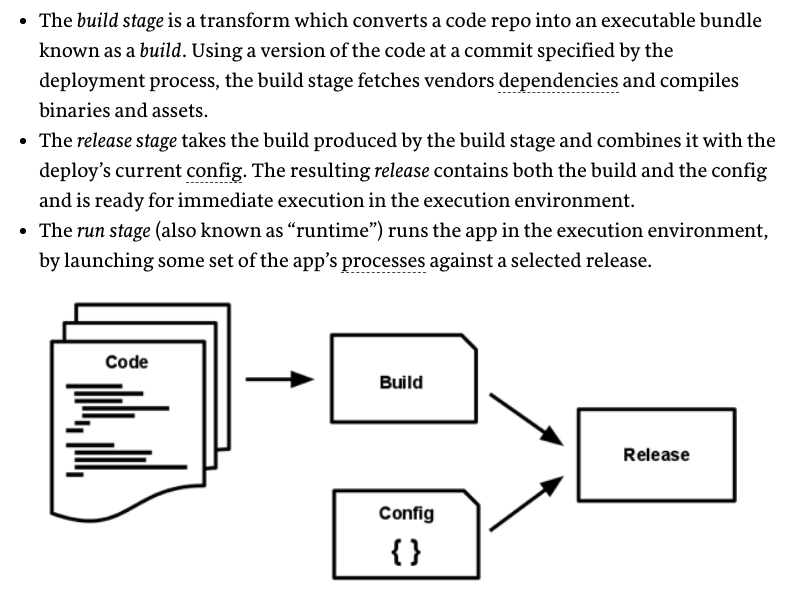 • The build stage is a transform which converts a code repo into an executable bundle
known as a build. Using a version of the code at a commit specified by the
deployment process, the build stage fetches vendors dependencies and compiles
binaries and assets.
• The release stage takes the build produced by the build stage and combines it with the
deploy’s current config. The resulting release contains both the build and the config
and is ready for immediate execution in the execution environment.
• The run stage (also known as “runtime”) runs the app in the execution environment,
by launching some set of the app’s processes against a selected release.
Code
Build
Release
Config
{ }